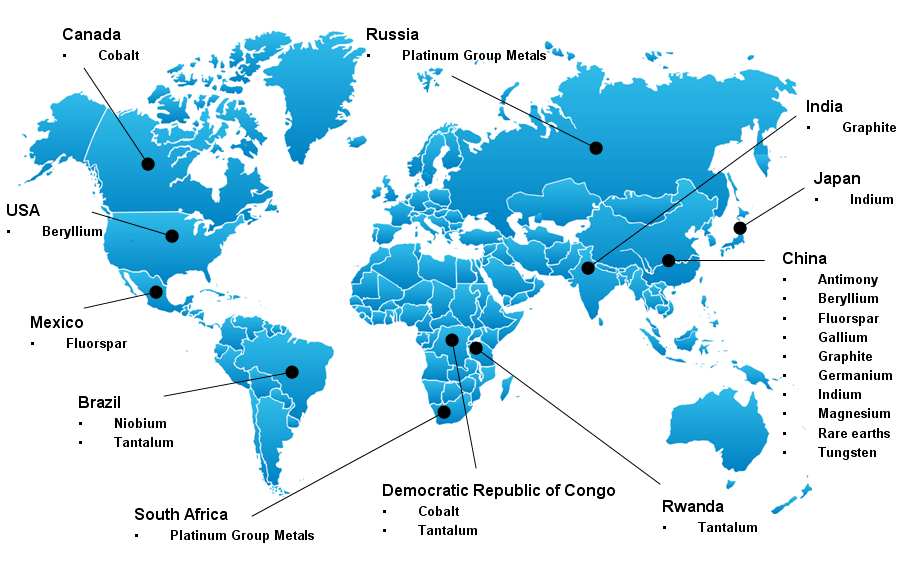 Canada
▪ Cobalt
Russia
▪ Platinum Group Metals
India
▪ Graphite
Japan
▪ Indium
USA
▪ Beryllium
China
▪ Antimony
▪ Beryllium
▪ Fluorspar
▪ Gallium
▪ Graphite
▪ Germanium
▪ Indium
▪ Magnesium
▪ Rare earths
▪ Tungsten
Mexico
▪ Fluorspar
Brazil
▪ Niobium
▪ Tantalum
South Africa
▪ Platinum Group Metals
Democratic Republic of Congo
▪ Cobalt
▪ Tantalum
Rwanda
▪ Tantalum